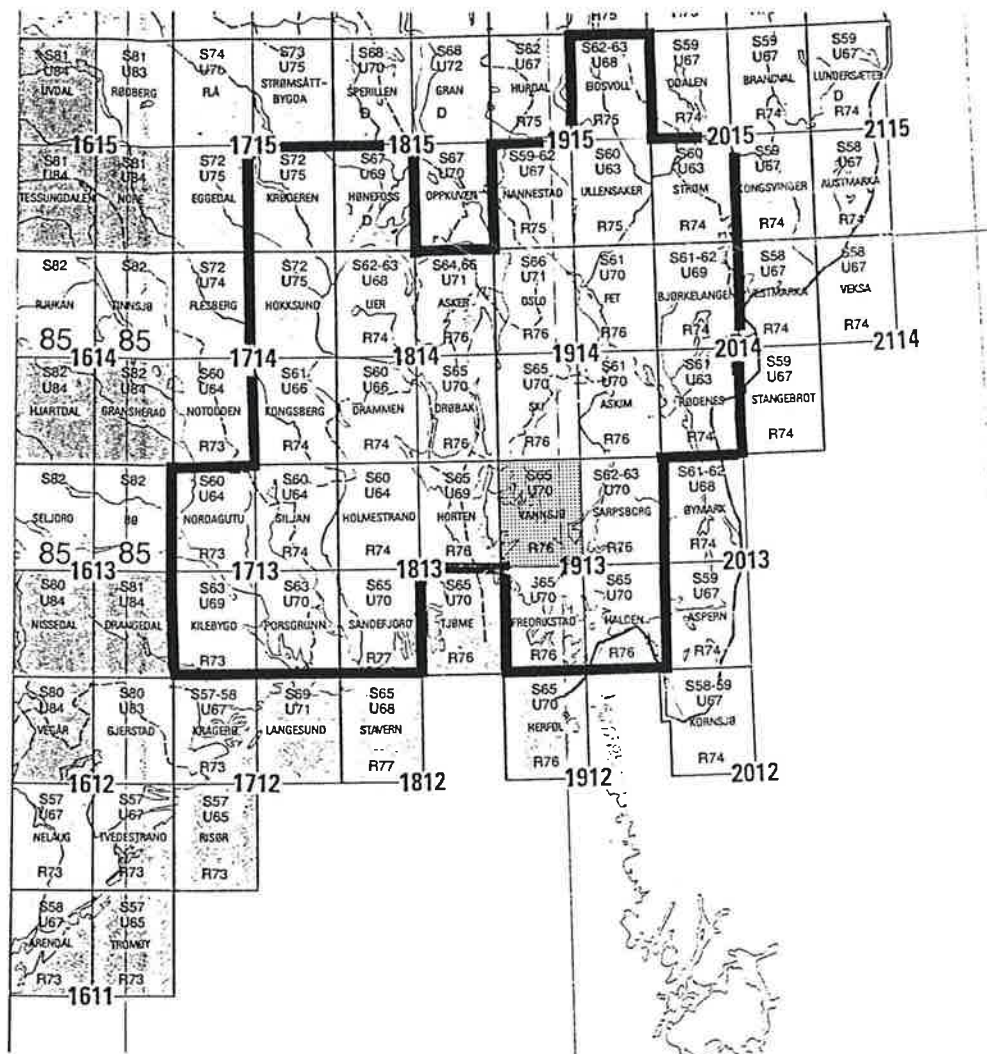 R75
S81 S81 S74 S73 S68 S68 S62 S62-63 S59 S59 S59
U84 U83 U76 U75 U70 U72 U67 U68 U67 U67 U67
UVDAL RØDBERG FLÅ STRØMSÅTT-BYGDA SPERILLEN GRAN HURDAL EIDSVOLL ODALEN BRANDVAL LUNDERSÆTER
D D R75 R75 R74 R74 D R74
1615 1715 1815 1915 2015 2115
S81 S81 S72 S72 S67 S67 S59-62 S60 S60 S59 S58
U84 U84 U75 U75 U69 U70 U67 U63 U63 U67 U67
TESSUNGDALEN NORE EGGEDAL KRØDEREN HØNEFOSS OPPKUVEN NANNESTAD ULLENSAKER STRØM KONGSVINGER AUSTMARKA
D R75 R75 R74 R74 R74
S82 S82 S72 S72 S62-63 S64,66 S66 S61 S61-62 S58 S58
U74 U75 U68 U71 U71 U70 U69 U67 U67
RJUKAN TINNSJØ FLESBERG HOKKSUND LIER ASKER OSLO FET BJØRKELANGEN VESTMARKA VEKSA
85 85 R74 R76 R76 R76 R74 R74 R74
1614 1714 1814 1914 2014 2114
S82 S82 S60 S61 S60 S65 S65 S61 S61 S59
U84 U84 U64 U66 U66 U70 U70 U70 U63 U67
HJARTDAL GRANSHERAD NOTODDEN KONGSBERG DRAMMEN DRØBAK SKI ASKIM RØDENES STANGEBROT
R73 R74 R74 R76 R76 R76 R74 R74
S82 S82 S60 S60 S60 S65 S65 S62-63 S61-62
U64 U64 U64 U69 U70 U70 U68
SELJORD BØ NORDAGUTU SILJAN HOLMESTRAND HORTEN VANNSJØ SARPSBORG ØYMARK
85 85 R73 R74 R74 R76 R76 R76 R74
1613 1713 1813 1913 2013
S80 S81 S63 S63 S65 S65 S65 S65 S59
U84 U84 U69 U70 U70 U70 U70 U70 U67
NISSEDAL DRANGEDAL KILEBYGD PORSGRUNN SANDEFJORD TJØME FREDRIKSTAD HALDEN ASPERN
R73 R77 R76 R76 R76 R74
S80 S80 S57-58 S69 S65 S65 S58-59
U84 U83 U67 U71 U68 U70 U67
VEGÅR GJERSTAD KRAGERØ LANGESUND STAVERN HERFØL KORNSJØ
R73 R77 R76 R74
1612 1712 1812 1912 2012
S57 S57 S57
U67 U67 U65
NELAUG TVEDESTRAND RISØR
R73 R73 R73
S58 S57
U67 U65
ARENDAL TROMØY
R73 R73
1611